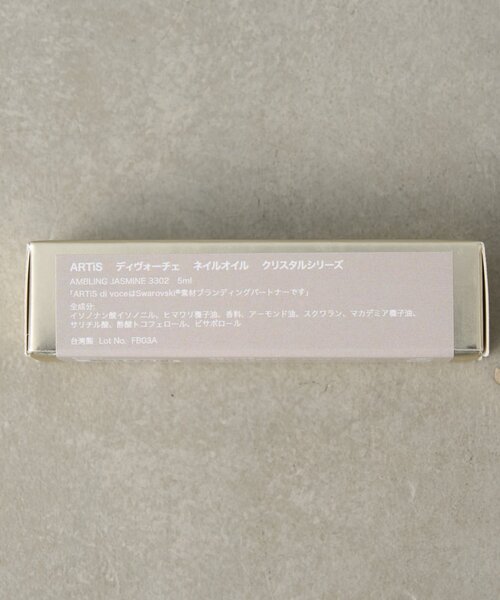 ARTiS ディヴォーチェ ネイルオイル クリスタルシリーズ
AMBLING JASMINE 3302 5ml
「ARTiS di voceはSwarovski®素材ブランディングパートナーです」
全成分:
イソノナン酸イソノニル、ヒマワリ種子油、香料、アーモンド油、スクワラン、マカデミア種子油、
サリチル酸、酢酸トコフェロール、ビサボロール
台湾製 Lot No. FB03A